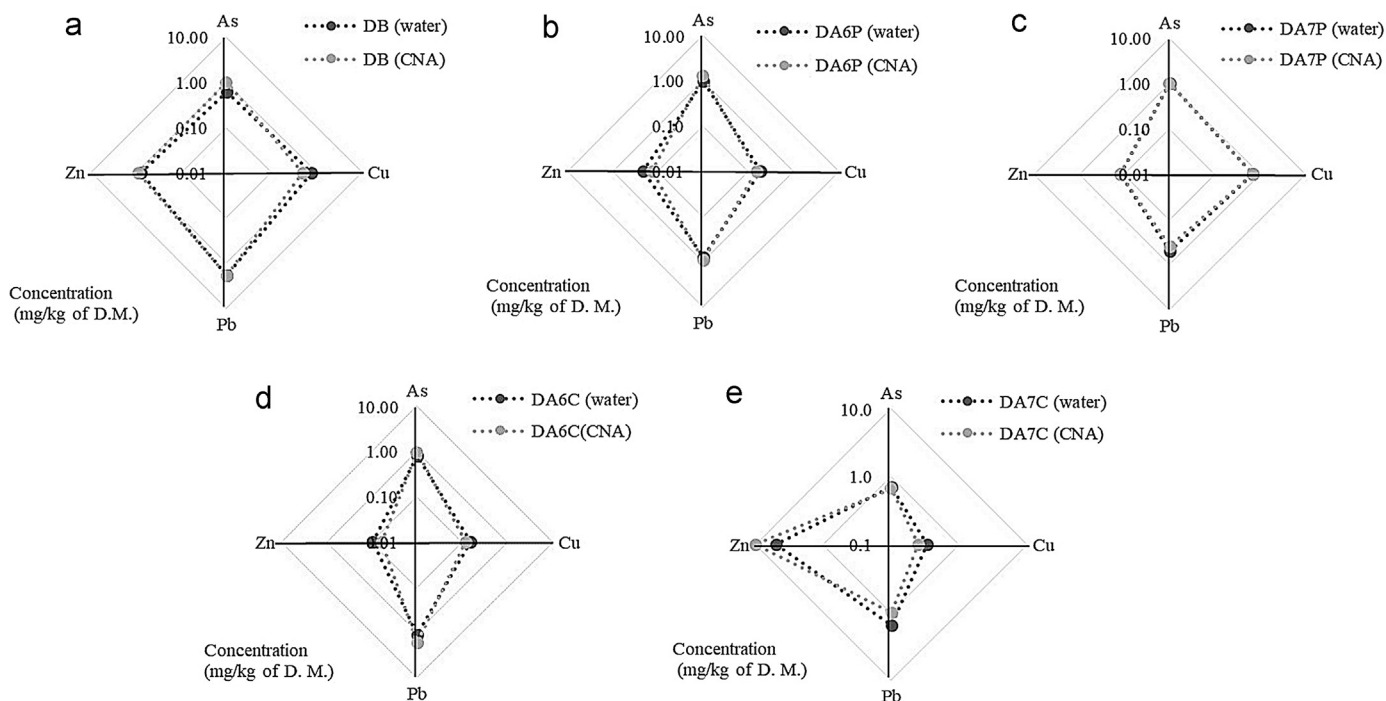 a
As
10.00
1.00
0.10
0.01
Zn
Cu
Pb
DB (water)
DB (CNA)
Concentration
(mg/kg of D.M.)
b
As
10.00
1.00
0.10
0.01
Zn
Cu
Pb
DA6P (water)
DA6P (CNA)
Concentration
(mg/kg of D. M.)
c
As
10.00
1.00
0.10
0.01
Zn
Cu
Pb
DA7P (water)
DA7P (CNA)
Concentration
(mg/kg of D. M.)
d
As
10.00
1.00
0.10
Zn
Cu
Pb
DA6C (water)
DA6C(CNA)
Concentration
(mg/kg of D. M.)
e
As
10.0
1.0
0.1
Zn
Cu
Pb
DA7C (water)
DA7C (CNA)
Concentration
(mg/kg of D. M.)